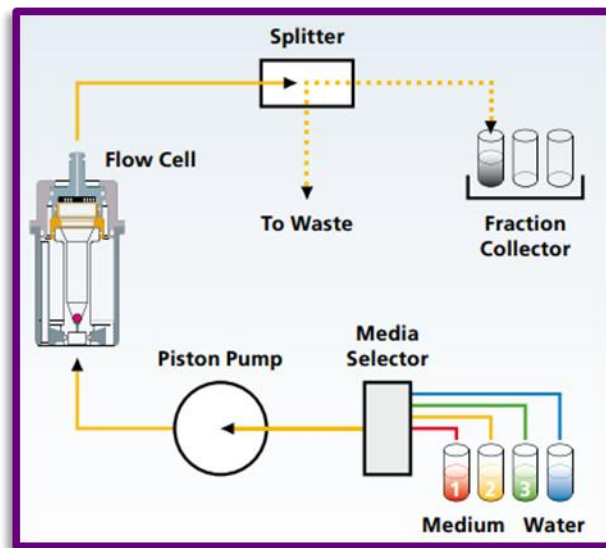 Splitter
Flow Cell
To Waste
Fraction
Collector
Piston Pump
Media
Selector
1 2 3
Medium Water